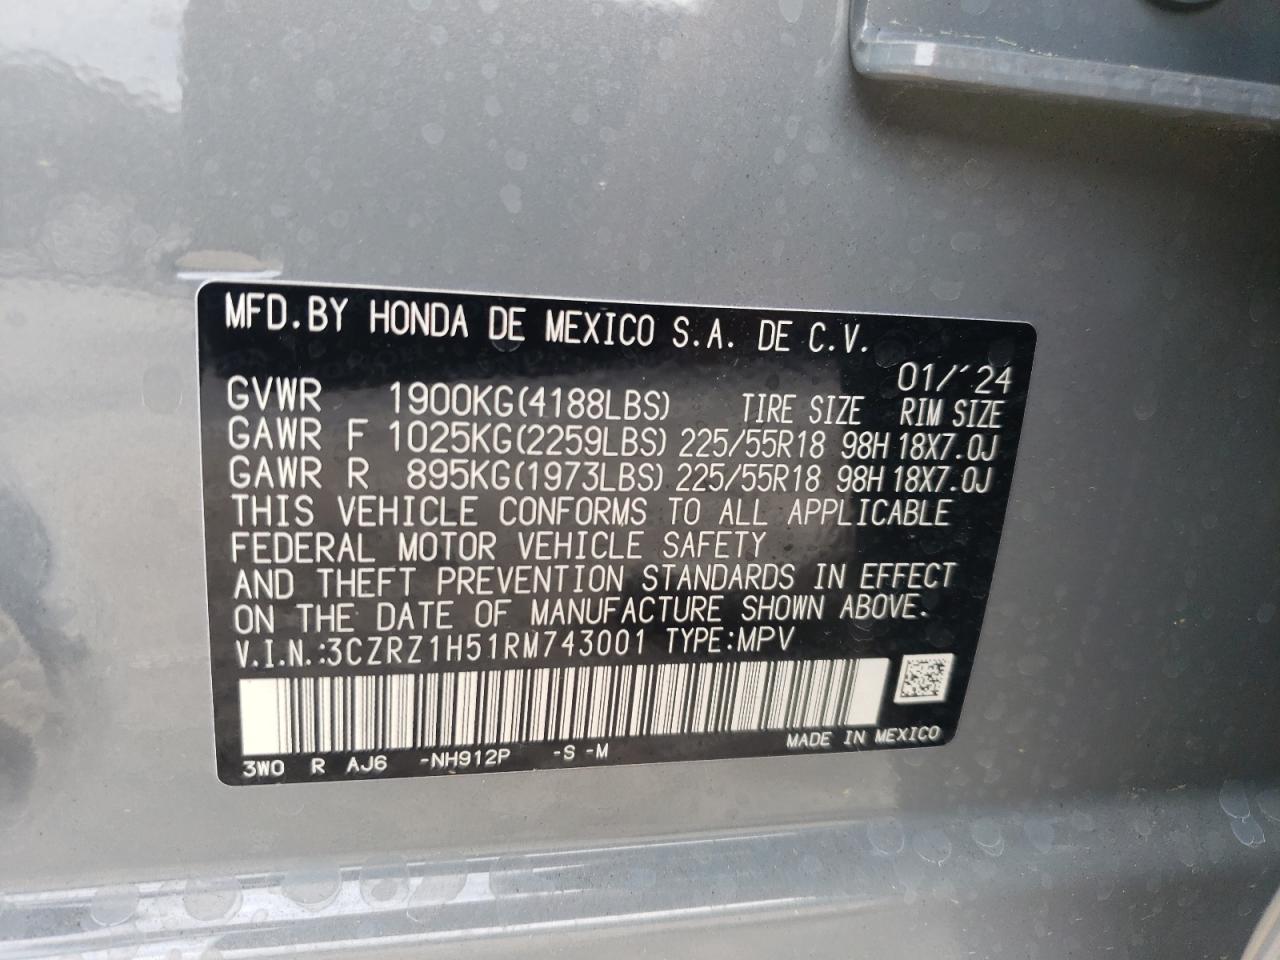 MFD.BY HONDA DE MEXICO S.A. DE C.V.
01/'24
GVWR 1900KG(4188LBS) TIRE SIZE RIM SIZE
GAWR F 1025KG(2259LBS) 225/55R18 98H 18X7.0J
GAWR R 895KG(1973LBS) 225/55R18 98H 18X7.0J
THIS VEHICLE CONFORMS TO ALL APPLICABLE
FEDERAL MOTOR VEHICLE SAFETY
AND THEFT PREVENTION STANDARDS IN EFFECT
ON THE DATE OF MANUFACTURE SHOWN ABOVE.
V.I.N.:3CZRZ1H51RM743001 TYPE:MPV
MADE IN MEXICO
3W0 R AJ6 -NH912P -S -M